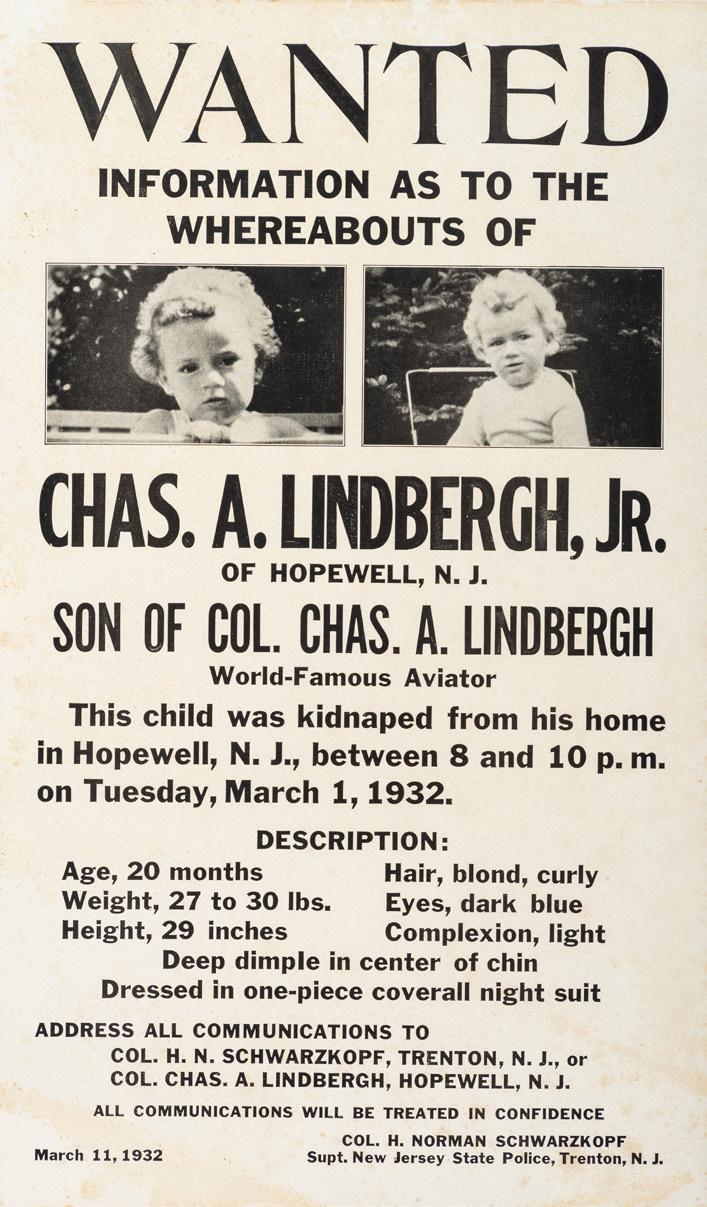 WANTED
INFORMATION AS TO THE
WHEREABOUTS OF
CHAS. A. LINDBERGH, JR.
OF HOPEWELL, N. J.
SON OF COL. CHAS. A. LINDBERGH
World-Famous Aviator
This child was kidnaped from his home
in Hopewell, N. J., between 8 and 10 p. m.
on Tuesday, March 1, 1932.
DESCRIPTION:
Age, 20 months
Weight, 27 to 30 lbs.
Height, 29 inches
Hair, blond, curly
Eyes, dark blue
Complexion, light
Deep dimple in center of chin
Dressed in one-piece coverall night suit
ADDRESS ALL COMMUNICATIONS TO
COL. H. N. SCHWARZKOPF, TRENTON, N. J., or
COL. CHAS. A. LINDBERGH, HOPEWELL, N. J.
ALL COMMUNICATIONS WILL BE TREATED IN CONFIDENCE
March 11, 1932
COL. H. NORMAN SCHWARZKOPF
Supt. New Jersey State Police, Trenton, N. J.